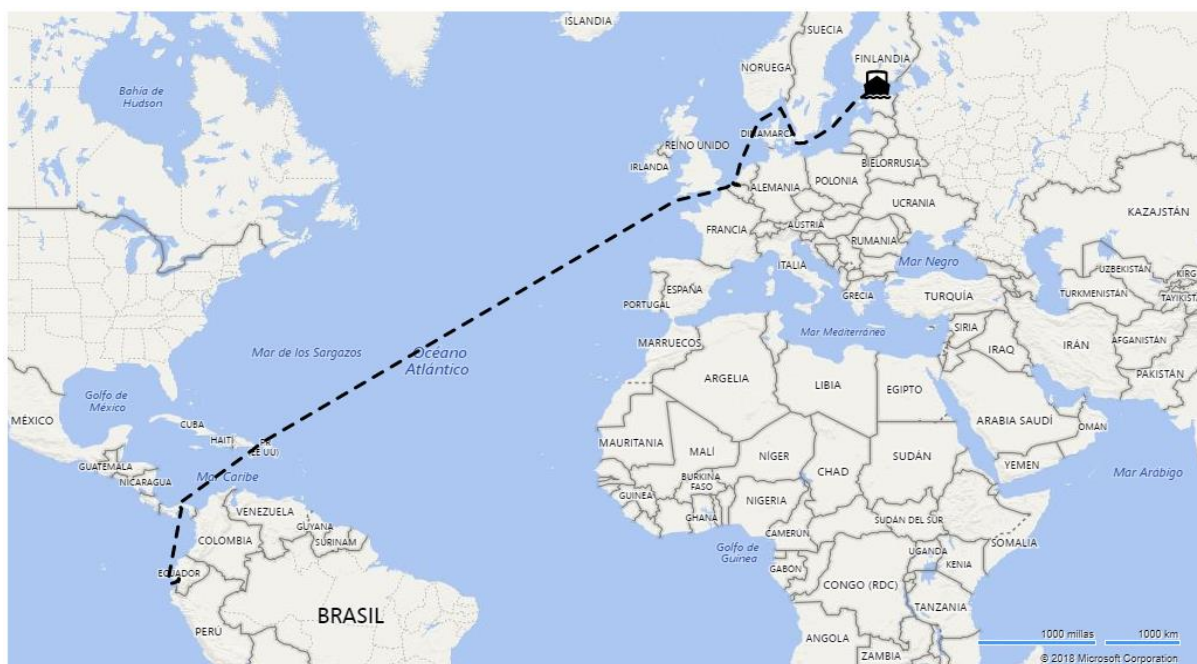 ISLANDIA
SUECIA
FINLANDIA
NORUEGA
Bahía de
Hudson
DINAMARCA
REINO UNIDO
IRLANDA
BIELORRUSIA
ALEMANIA
POLONIA
UCRANIA
KAZAJSTÁN
FRANCIA
AUSTRIA
RUMANIA
Mar Negro
ITALIA
UZBEKISTÁN
KIRG
ESPAÑA
PORTUGAL
GRECIA
TURQUÍA
TURKMENISTÁN
TAYIKISTÁ
Mar Mediterráneo
SIRIA
AFGANISTÁN
MARRUECOS
IRAQ
IRÁN
Mar de los Sargazos
Océano
Atlántico
PAKISTÁN
ARGELIA
LIBIA
EGIPTO
Golfo de
México
MÉXICO
CUBA
ARABIA SAUDÍ
OMÁN
HAITÍ
PR
(EE UU)
MAURITANIA
MALÍ
NÍGER
SUDÁN
YEMEN
GUATEMALA
Mar Caribe
CHAD
Mar Arábigo
NICARAGUA
BURKINA
FASO
GUINEA
NIGERIA
VENEZUELA
GUYANA
GHANA
SUDÁN DEL SUR
COLOMBIA
SURINAM
CAMERÚN
SOMALIA
Golfo de
Guinea
UGANDA
ECUADOR
GABÓN
KENIA
CONGO (RDC)
BRASIL
TANZANIA
PERÚ
ANGOLA
1000 millas
1000 km
ZAMBIA
© 2018 Microsoft Corporation